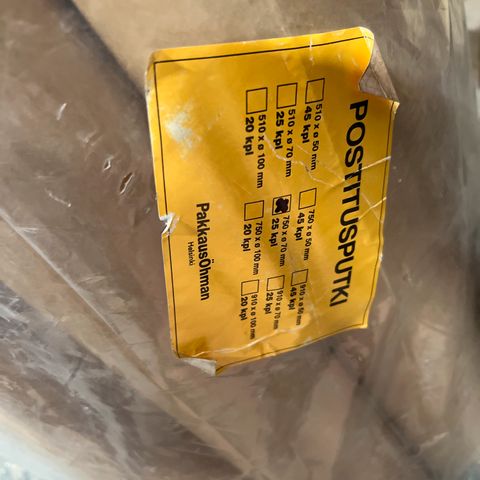 POSTITUSPUTKI
510 x ø 50 mm
45 kpl
510 x ø 70 mm
25 kpl
510 x ø 100 mm
20 kpl
750 x ø 50 mm
45 kpl
750 x ø 70 mm
25 kpl
750 x ø 100 mm
20 kpl
910 x ø 50 mm
45 kpl
910 x ø 70 mm
25 kpl
910 x ø 100 mm
20 kpl
PakkausÖhman
Helsinki